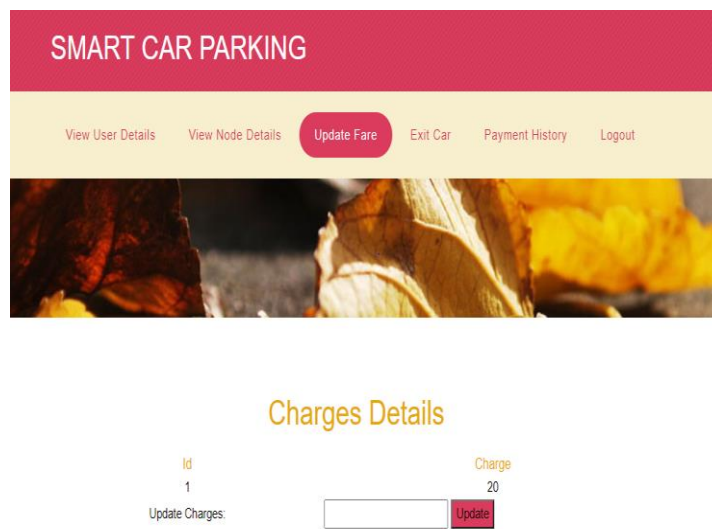 SMART CAR PARKING
View User Details View Node Details Update Fare Exit Car Payment History Logout
Charges Details
Id Charge
1 20
Update Charges: Update